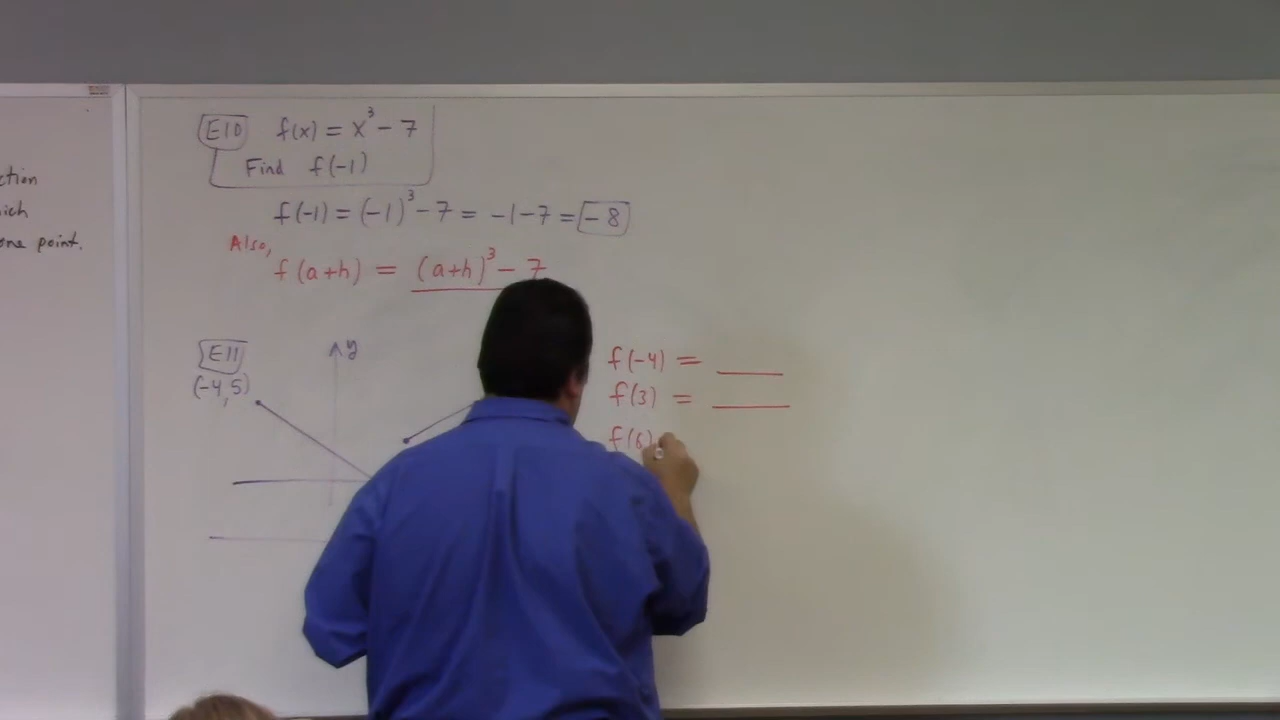 ction
ich
one point.
E10 f(x) = x³ - 7
Find f(-1)
f(-1) = (-1)³ - 7 = -1 - 7 = -8
Also,
f(a+h) = (a+h)³ - 7
E11
y
(-4, 5)
f(-4) = ____
f(3) = ____
f(6)